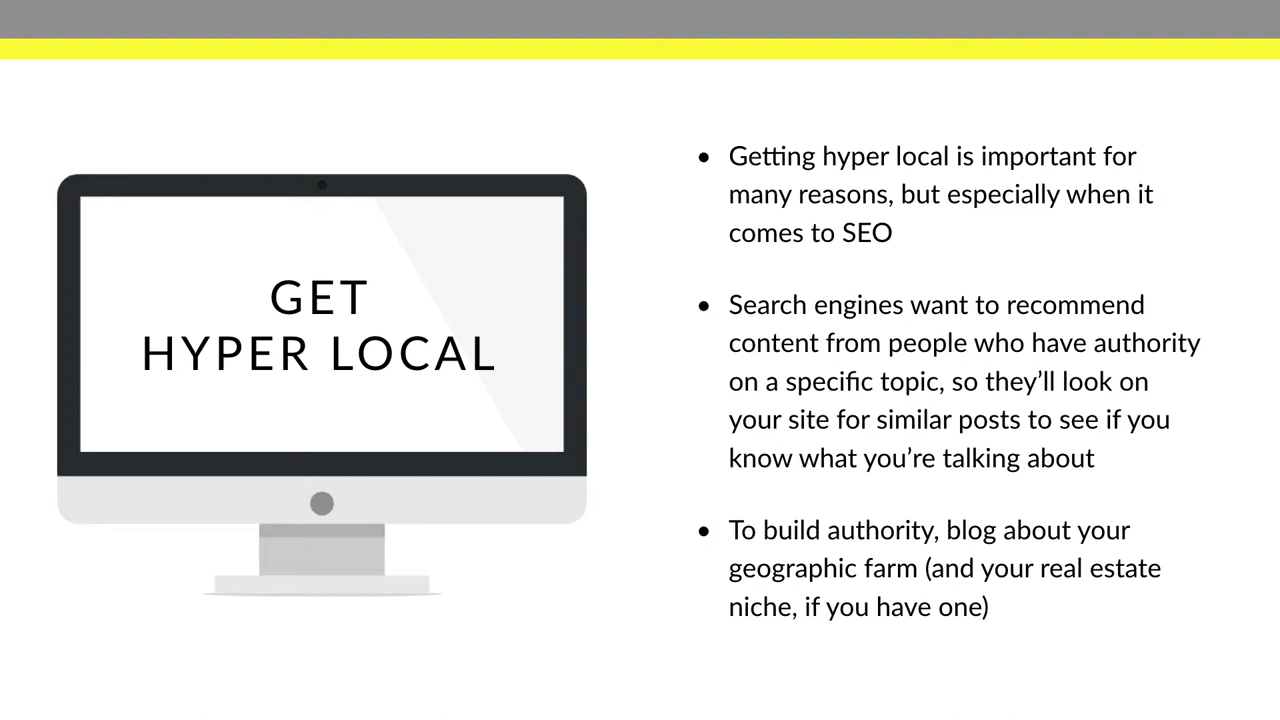 GET
HYPER LOCAL
• Getting hyper local is important for
many reasons, but especially when it
comes to SEO
• Search engines want to recommend
content from people who have authority
on a specific topic, so they’ll look on
your site for similar posts to see if you
know what you’re talking about
• To build authority, blog about your
geographic farm (and your real estate
niche, if you have one)